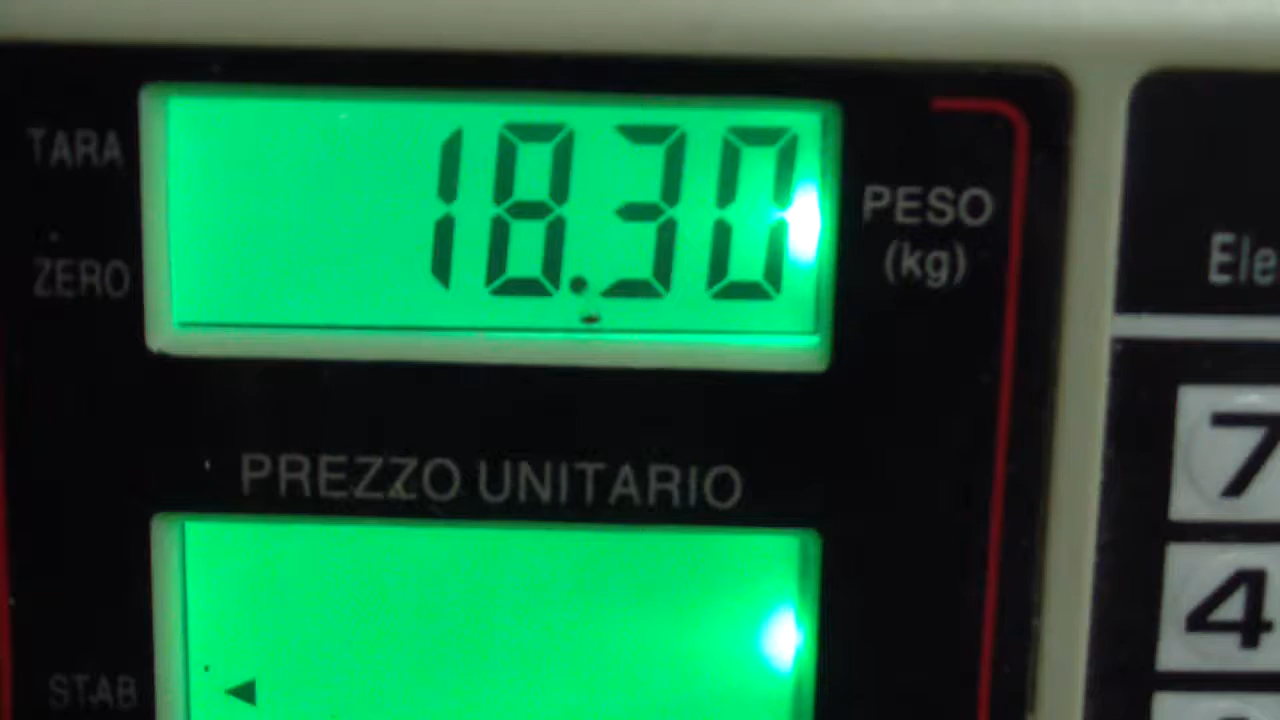 TARA
18.30
PESO
(kg)
ZERO
Ele
PREZZO UNITARIO
7
4
STAB